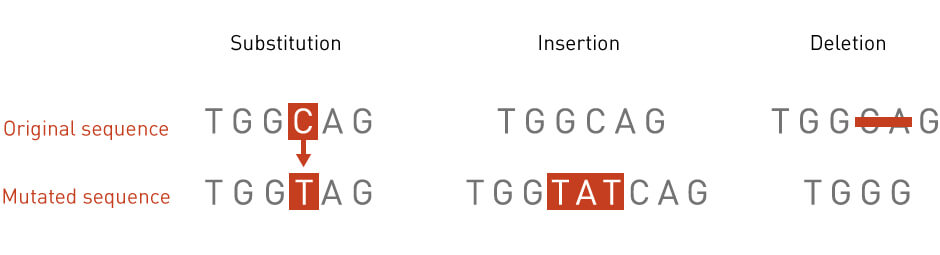 Substitution Insertion Deletion
Original sequence TGGCAG TGGCAG TGGCAG
Mutated sequence TGGTAG TGGTATCAG TGGG